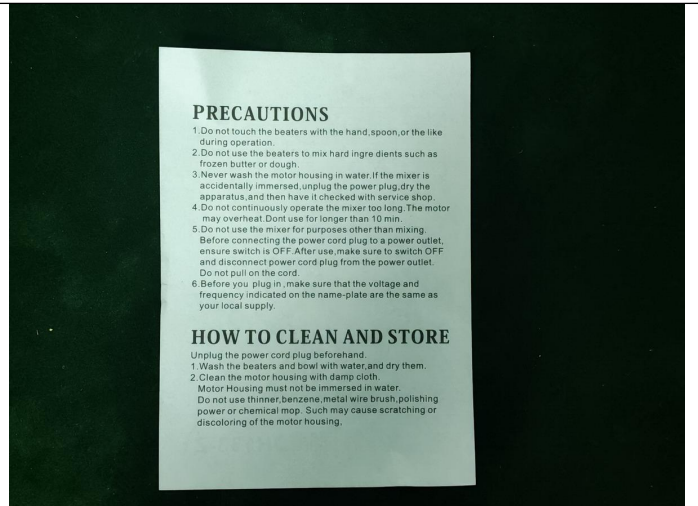 PRECAUTIONS
1.Do not touch the beaters with the hand,spoon,or the like
during operation.
2.Do not use the beaters to mix hard ingre dients such as
frozen butter or dough.
3.Never wash the motor housing in water.If the mixer is
accidentally immersed,unplug the power plug,dry the
apparatus,and then have it checked with service shop.
4.Do not continuously operate the mixer too long.The motor
may overheat.Dont use for longer than 10 min.
5.Do not use the mixer for purposes other than mixing.
Before connecting the power cord plug to a power outlet,
ensure switch is OFF.After use,make sure to switch OFF
and disconnect power cord plug from the power outlet.
Do not pull on the cord.
6.Before you plug in,make sure that the voltage and
frequency indicated on the name-plate are the same as
your local supply.
HOW TO CLEAN AND STORE
Unplug the power cord plug beforehand.
1.Wash the beaters and bowl with water,and dry them.
2.Clean the motor housing with damp cloth.
Motor Housing must not be immersed in water.
Do not use thinner,benzene,metal wire brush,polishing
power or chemical mop. Such may cause scratching or
discoloring of the motor housing.